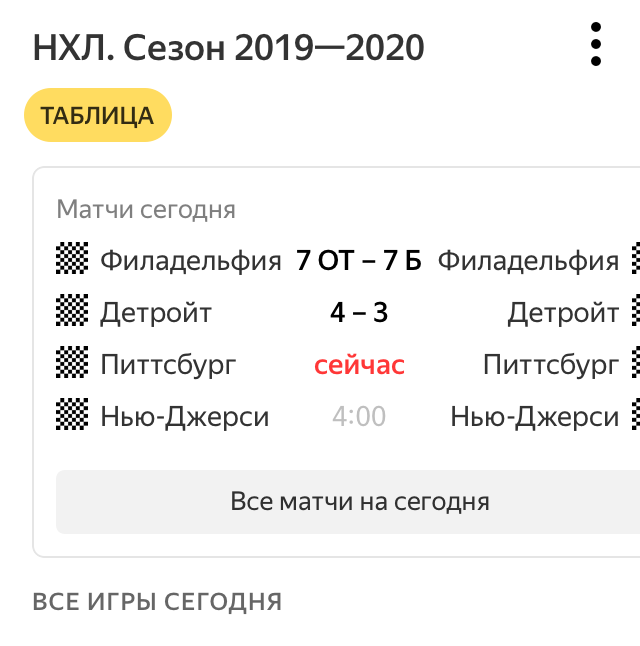 НХЛ. Сезон 2019—2020
ТАБЛИЦА
Матчи сегодня
Филадельфия 7 ОТ – 7 Б Филадельфия
Детройт 4 – 3 Детройт
Питтсбург сейчас Питтсбург
Нью-Джерси 4:00 Нью-Джерси
Все матчи на сегодня
ВСЕ ИГРЫ СЕГОДНЯ